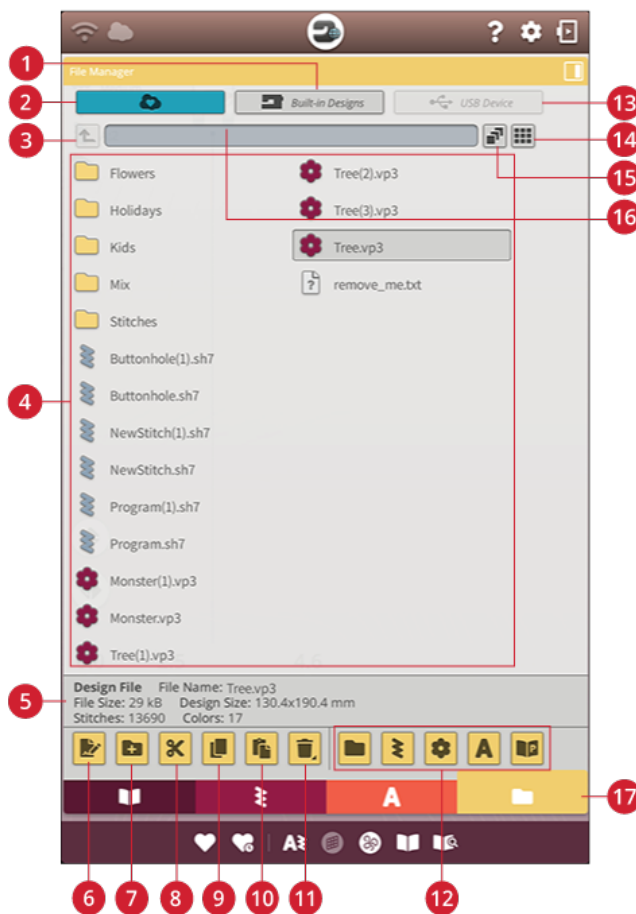 ?
1
File Manager
2
Built-in Designs
USB Device
13
3
14
15
16
Flowers
Tree(2).vp3
Holidays
Tree(3).vp3
Kids
Tree.vp3
Mix
? remove_me.txt
Stitches
Buttonhole(1).sh7
4
Buttonhole.sh7
NewStitch(1).sh7
NewStitch.sh7
Program(1).sh7
Program.sh7
Monster(1).vp3
Monster.vp3
Tree(1).vp3
5
Design File File Name: Tree.vp3
File Size: 29 kB Design Size: 130.4x190.4 mm
Stitches: 13690 Colors: 17
A P
A
17
A
6 7 8 9 10 11 12